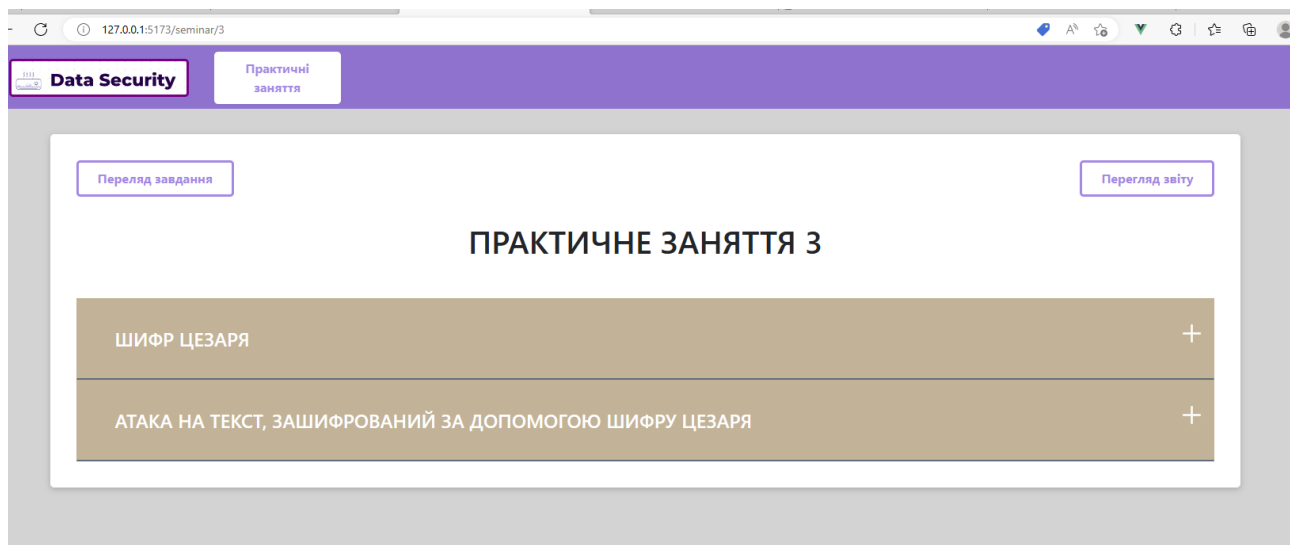 127.0.0.1:5173/seminar/3
Data Security
Практичні
заняття
Переляд завдання
Перегляд звіту
ПРАКТИЧНЕ ЗАНЯТТЯ 3
ШИФР ЦЕЗАРЯ
АТАКА НА ТЕКСТ, ЗАШИФРОВАНИЙ ЗА ДОПОМОГОЮ ШИФРУ ЦЕЗАРЯ